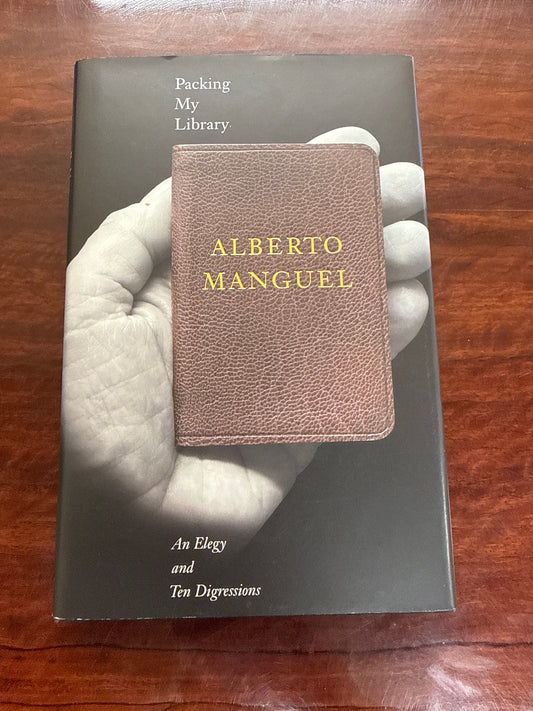 Packing
My
Library
ALBERTO
MANGUEL
An Elegy
and
Ten Digressions